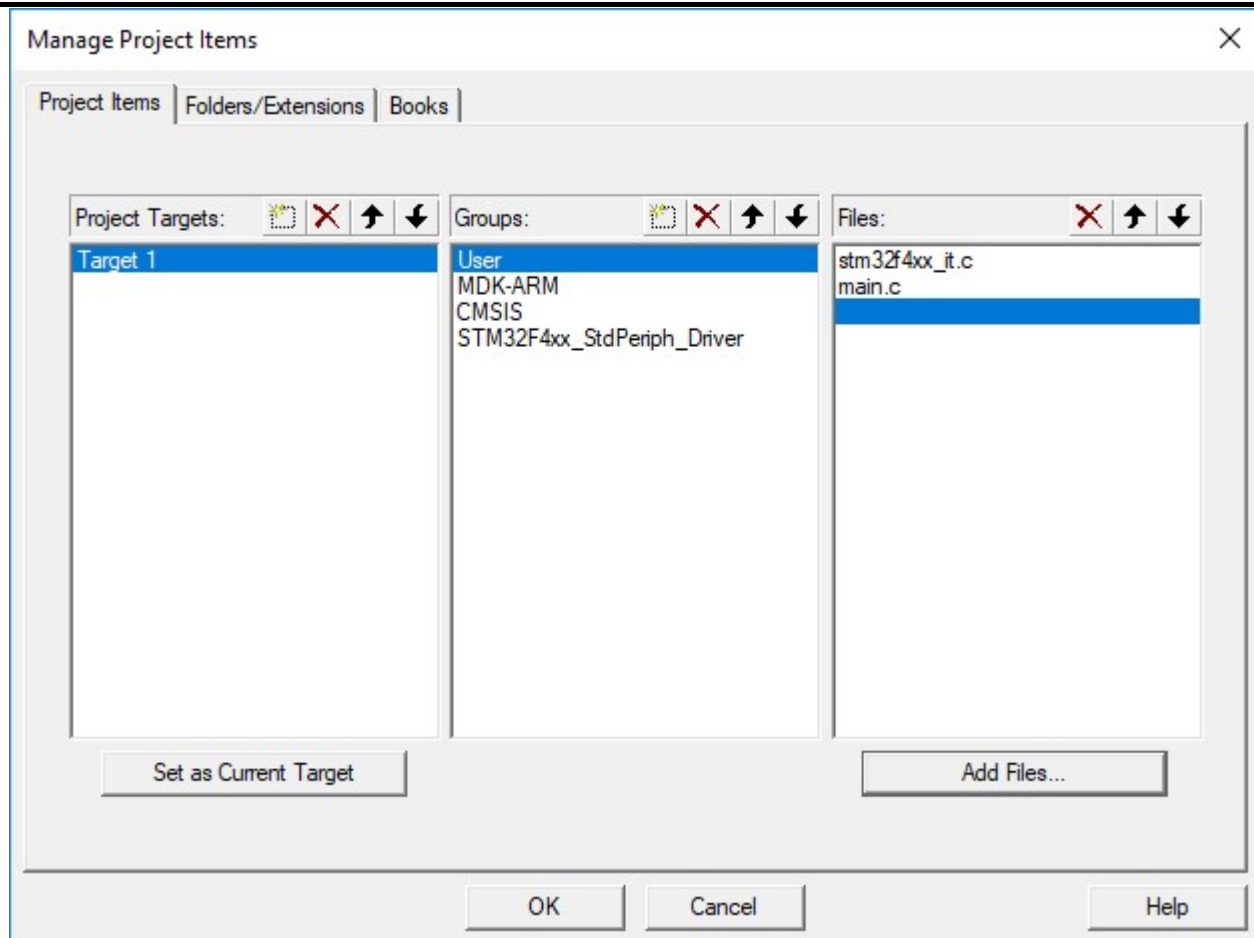 Manage Project Items
Project Items Folders/Extensions Books
Project Targets:
Target 1
Set as Current Target
Groups:
User
MDK-ARM
CMSIS
STM32F4xx_StdPeriph_Driver
Files:
stm32f4xx_it.c
main.c
Add Files...
OK Cancel Help